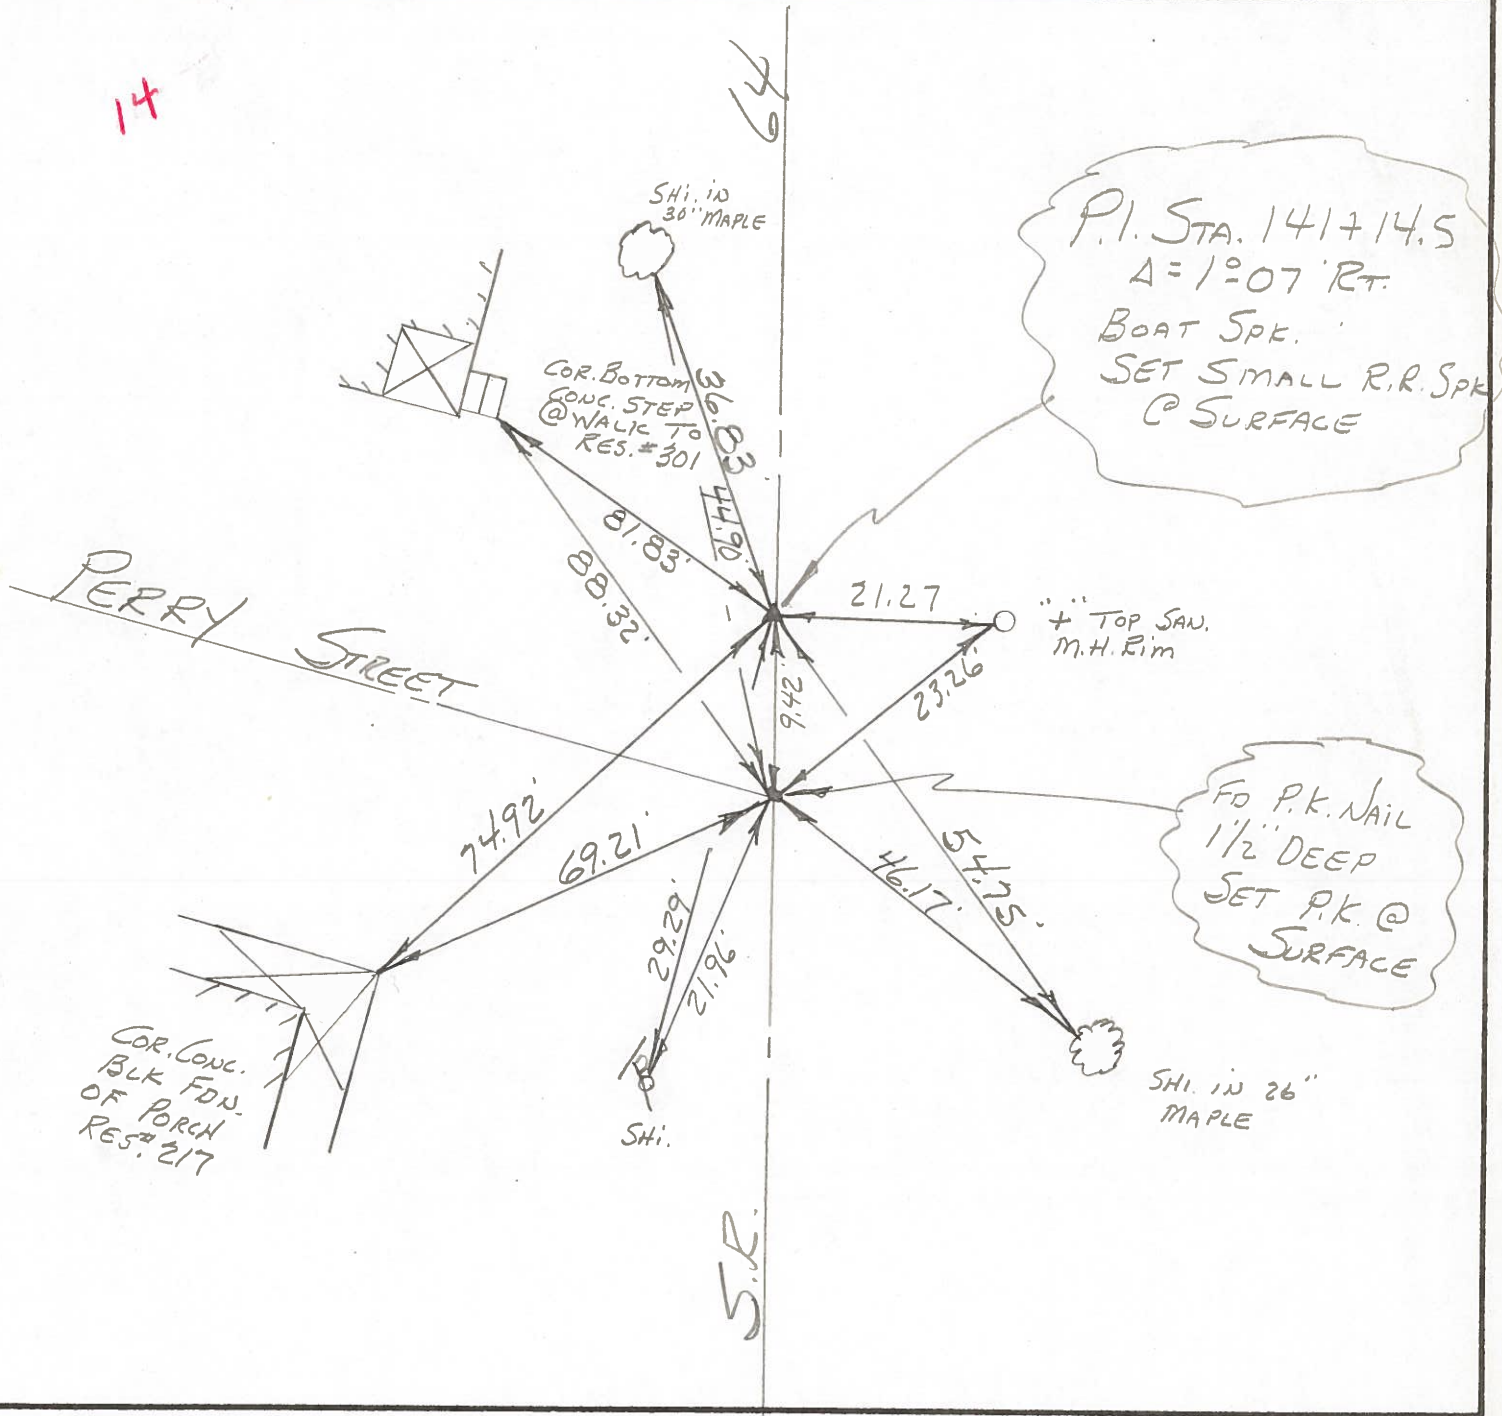 14
64
SHI. IN
30" MAPLE
P.I. STA. 141+14.5
Δ = 1°07' RT.
BOAT SPK.
SET SMALL R.R. SPK
@ SURFACE
COR. BOTTOM
CONC. STEP
@ WALK TO
RES. #301
36.83
44.90
81.83'
88.32'
21.27
"+" TOP SAN.
M.H. RIM
23.26'
9.42'
PERRY STREET
74.92'
69.21'
FD P.K. NAIL
1 1/2" DEEP
SET P.K. @
SURFACE
54.75'
46.17'
29.29'
21.96'
COR. CONC.
BLK FDN.
OF PORCH
RES.# 217
SHI.
SHI. IN 26"
MAPLE
S.R.